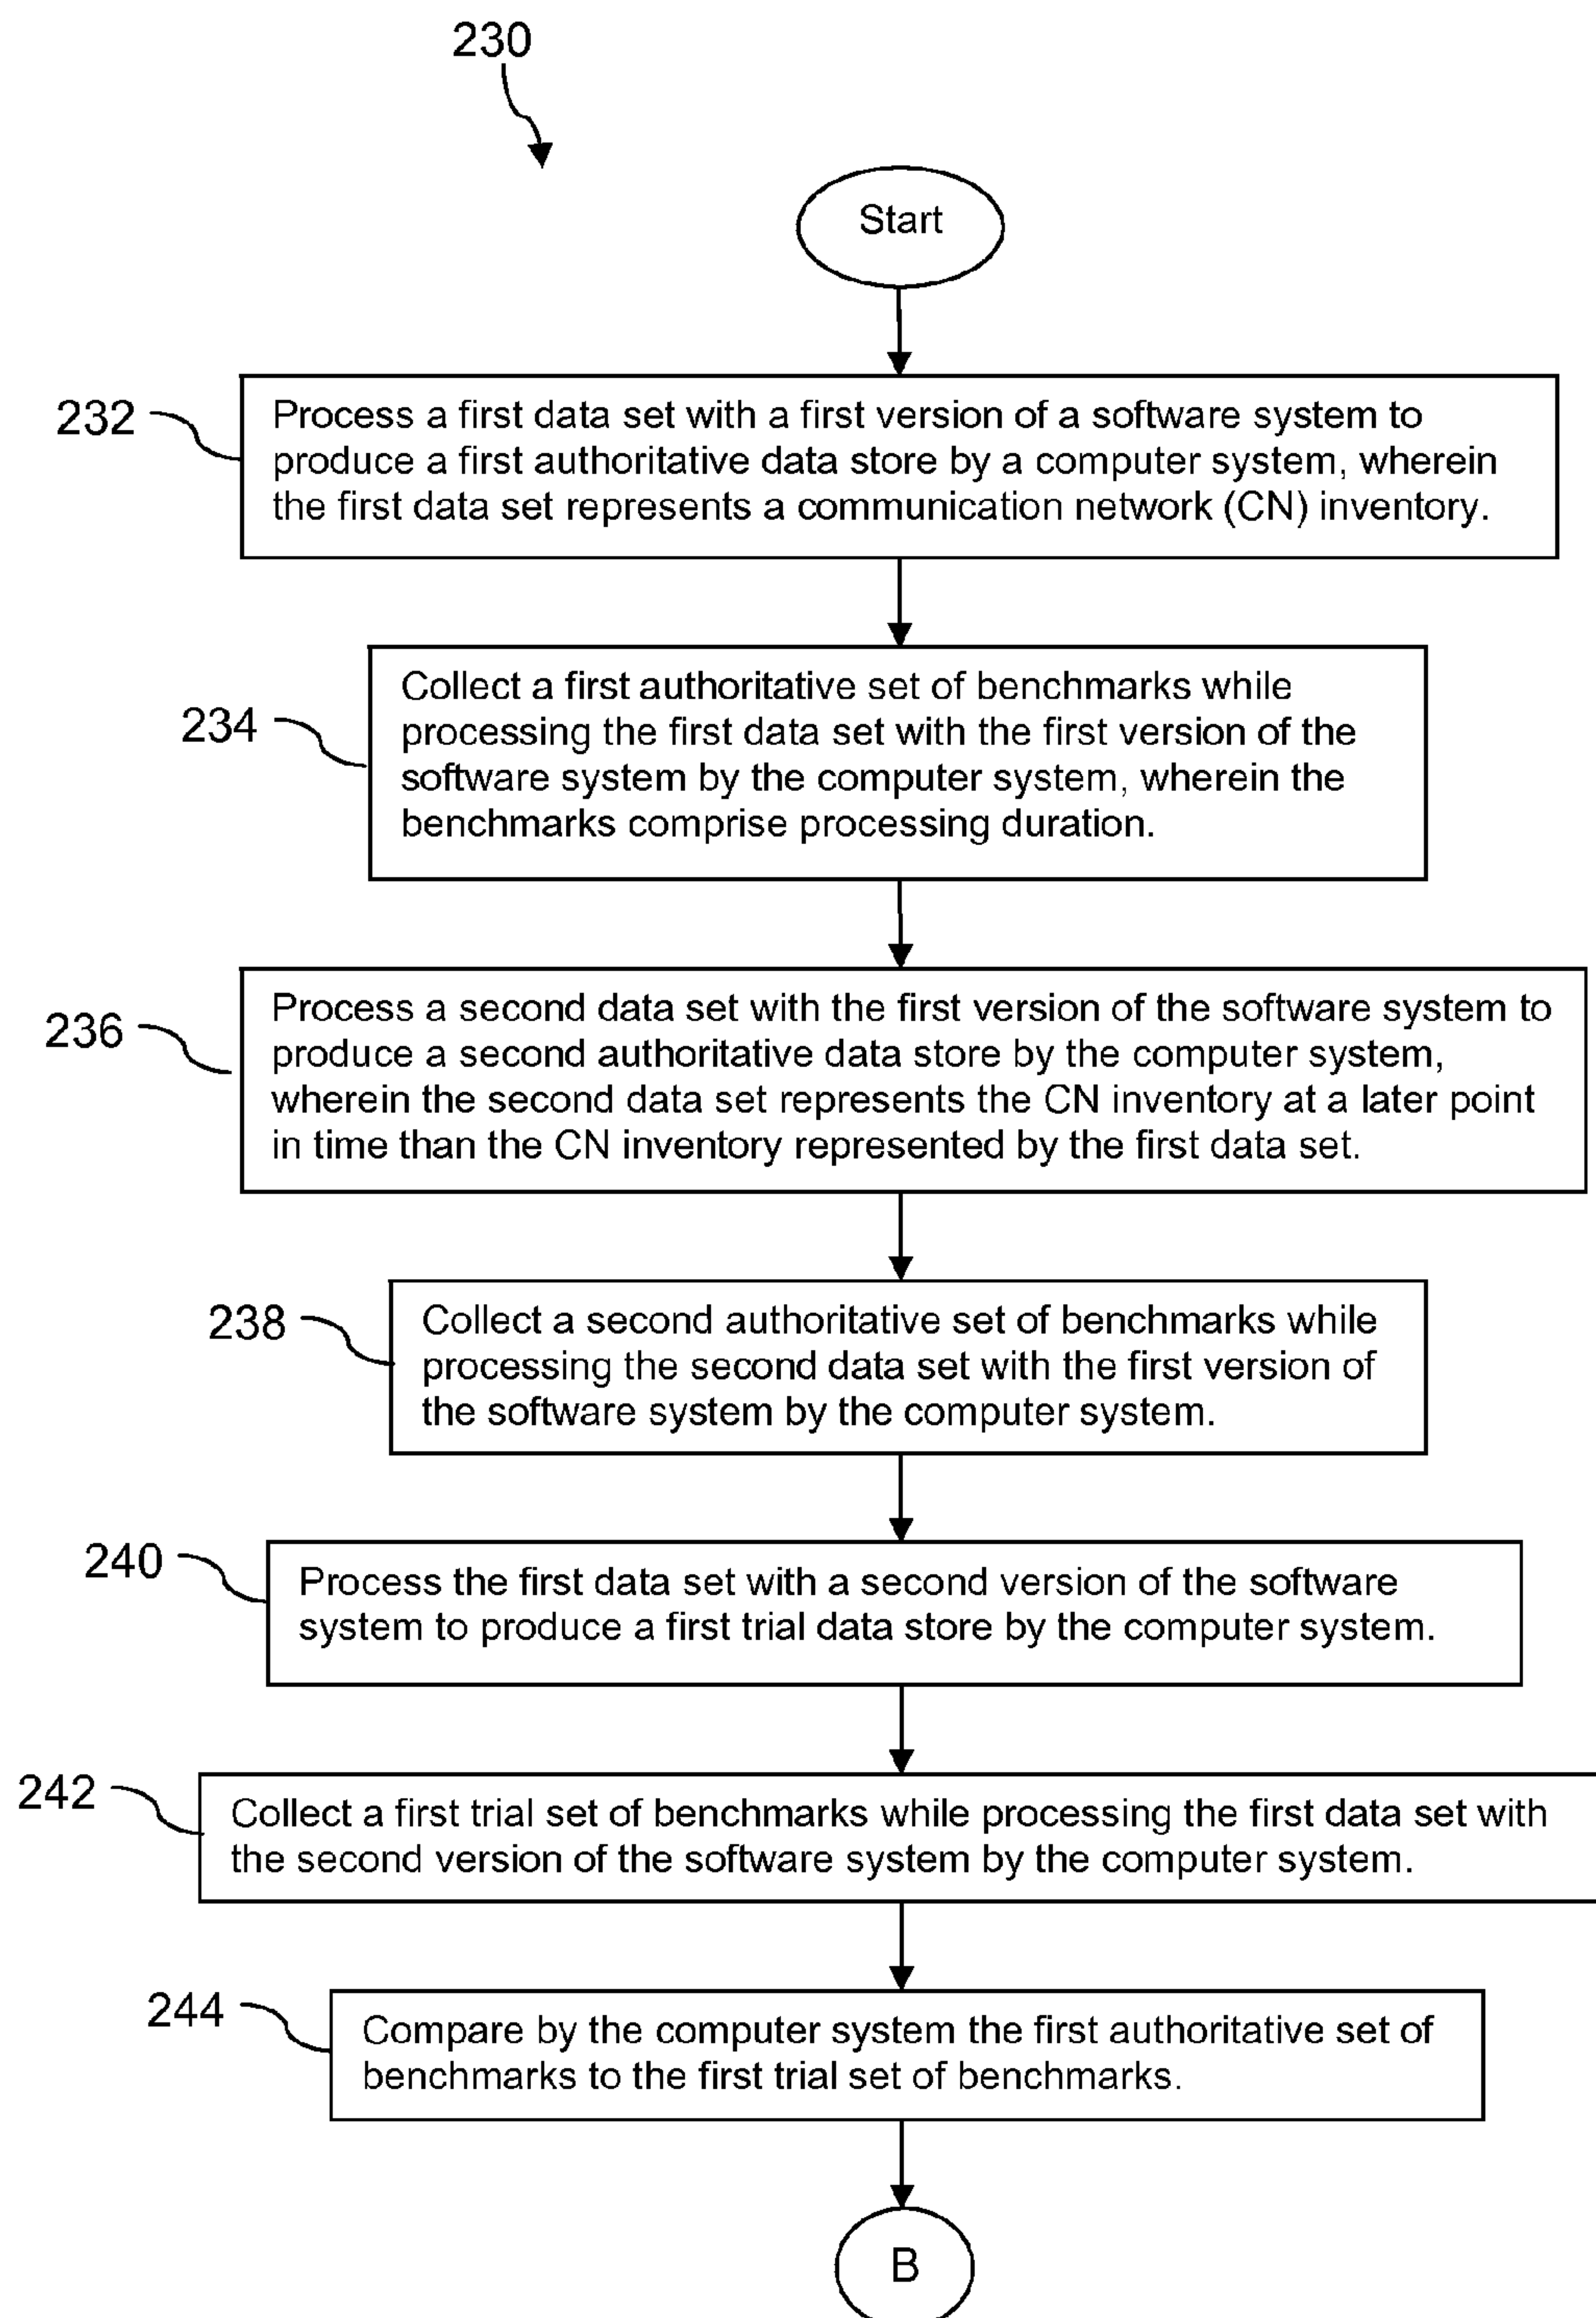 230
Start
232
Process a first data set with a first version of a software system to
produce a first authoritative data store by a computer system, wherein
the first data set represents a communication network (CN) inventory.
234
Collect a first authoritative set of benchmarks while
processing the first data set with the first version of the
software system by the computer system, wherein the
benchmarks comprise processing duration.
236
Process a second data set with the first version of the software system to
produce a second authoritative data store by the computer system,
wherein the second data set represents the CN inventory at a later point
in time than the CN inventory represented by the first data set.
238
Collect a second authoritative set of benchmarks while
processing the second data set with the first version of
the software system by the computer system.
240
Process the first data set with a second version of the software
system to produce a first trial data store by the computer system.
242
Collect a first trial set of benchmarks while processing the first data set with
the second version of the software system by the computer system.
244
Compare by the computer system the first authoritative set of
benchmarks to the first trial set of benchmarks.
B